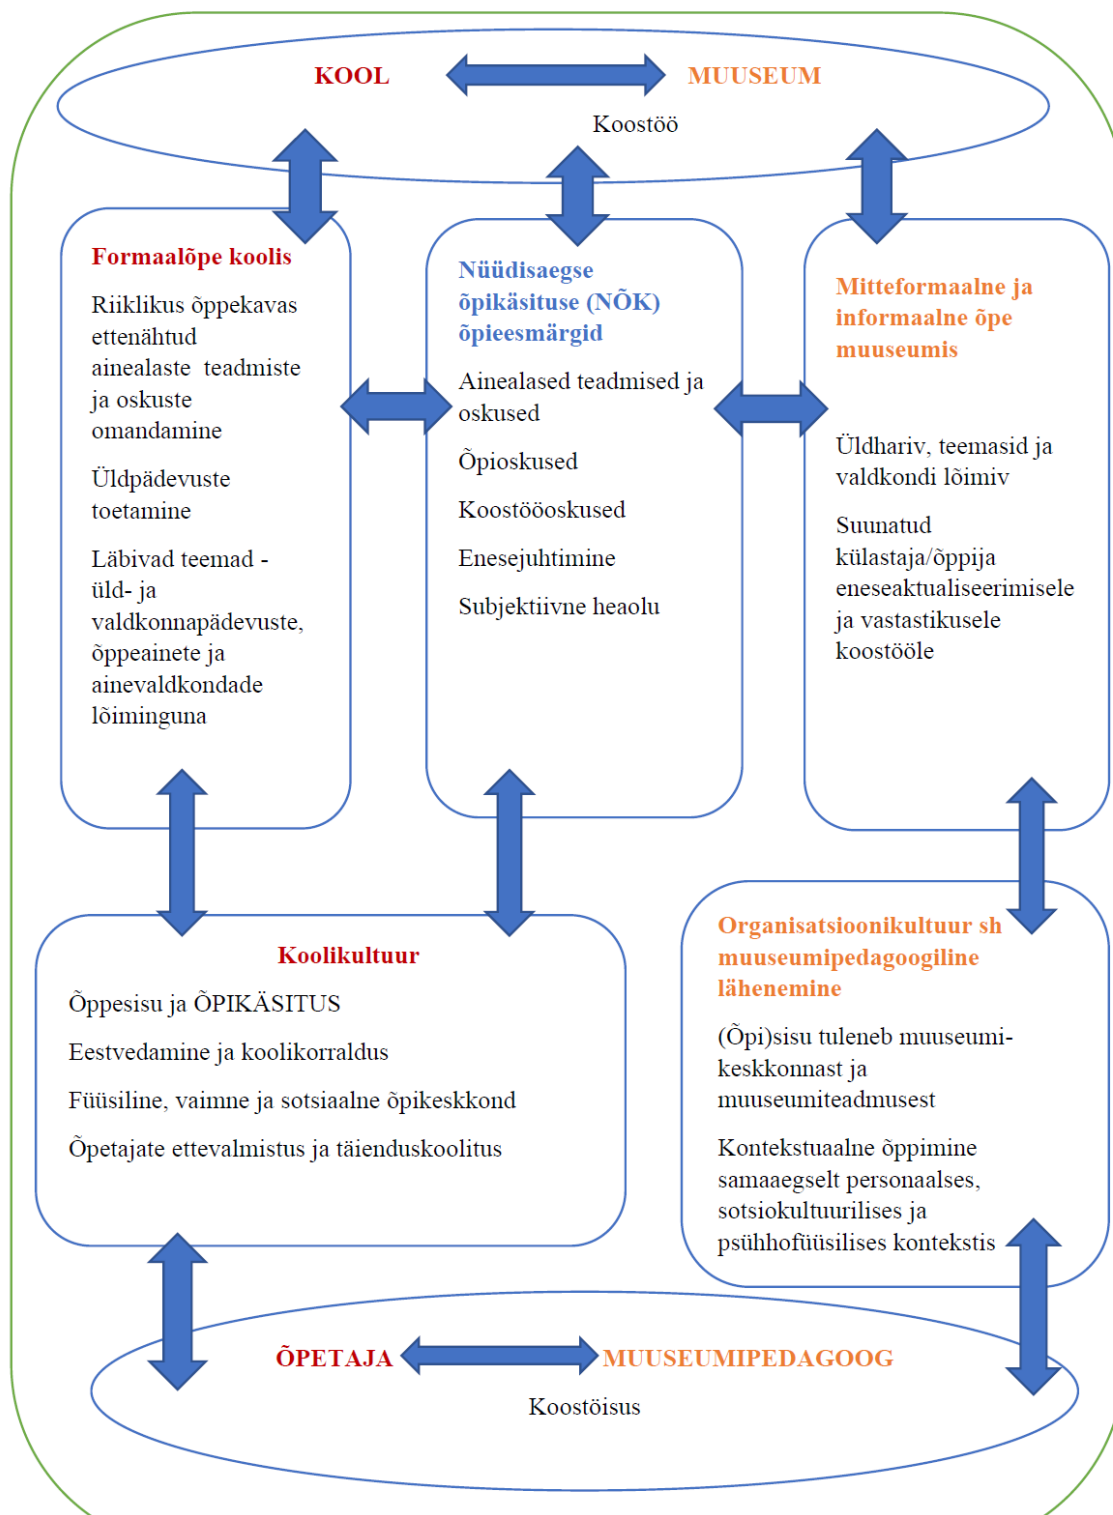 KOOL
MUUSEUM
Koostöö
Formaalõpe koolis
Riiklikus õppekavas
ettenähtud
ainealaste teadmiste
ja oskuste
omandamine
Üldpädevuste
toetamine
Läbivad teemad -
üld- ja
valdkonnapädevuste,
õppeainete ja
ainevaldkondade
lõiminguna
Nüüdisaegse
õpikäsituse (NÕK)
õpieesmärgid
Ainealased teadmised ja
oskused
Õpioskused
Koostööoskused
Enesejuhtimine
Subjektiivne heaolu
Mitteformaalne ja
informaalne õpe
muuseumis
Üldhariv, teemasid ja
valdkondi lõimiv
Suunatud
külastaja/õppija
eneseaktualiseerimisele
ja vastastikusele
koostööle
Koolikultuur
Õppesisu ja ÕPIKÄSITUS
Eestvedamine ja koolikorraldus
Füüsiline, vaimne ja sotsiaalne õpikeskkond
Õpetajate ettevalmistus ja täienduskoolitus
Organisatsioonikultuur sh
muuseumipedagoogiline
lähenemine
(Õpi)sisu tuleneb muuseumi-
keskkonnast ja
muuseumiteadmusest
Kontekstuaalne õppimine
samaaegselt personaalses,
sotsiokultuurilises ja
psühhofüüsilises kontekstis
ÕPETAJA
MUUSEUMIPEDAGOOG
Koostöisus